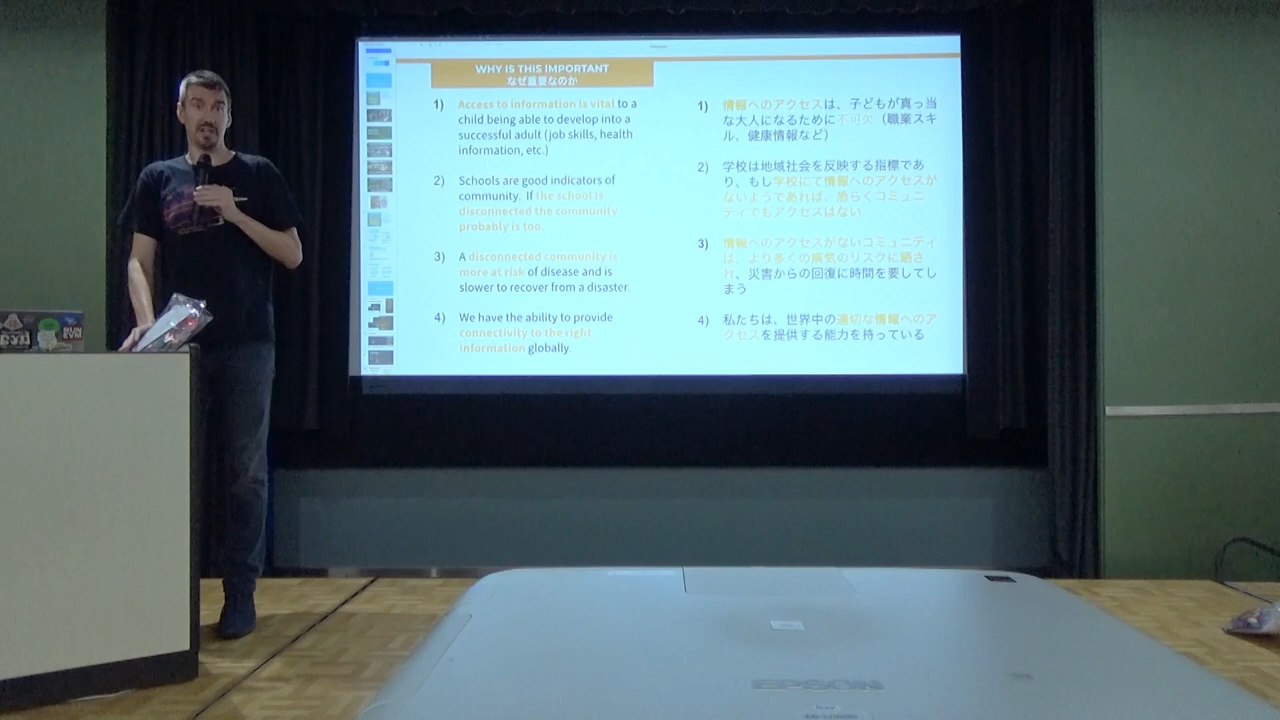 WHY IS THIS IMPORTANT
なぜ重要なのか
1) Access to information is vital to a
child being able to develop into a
successful adult (job skills, health
information, etc.)
2) Schools are good indicators of
community. If the school is
disconnected the community
probably is too.
3) A disconnected community is
more at risk of disease and is
slower to recover from a disaster.
4) We have the ability to provide
connectivity to the right
information globally.
1) 情報へのアクセスは、子どもが真っ当
な大人になるために不可欠（職業スキ
ル、健康情報など）
2) 学校は地域社会を反映する指標であ
り、もし学校にて情報へのアクセスが
ないようであれば、恐らくコミュニ
ティでもアクセスはない
3) 情報へのアクセスがないコミュニティ
は、より多くの病気のリスクに晒さ
れ、災害からの回復に時間を要してし
まう
4) 私たちは、世界中の適切な情報へのア
クセスを提供する能力を持っている
EPSON